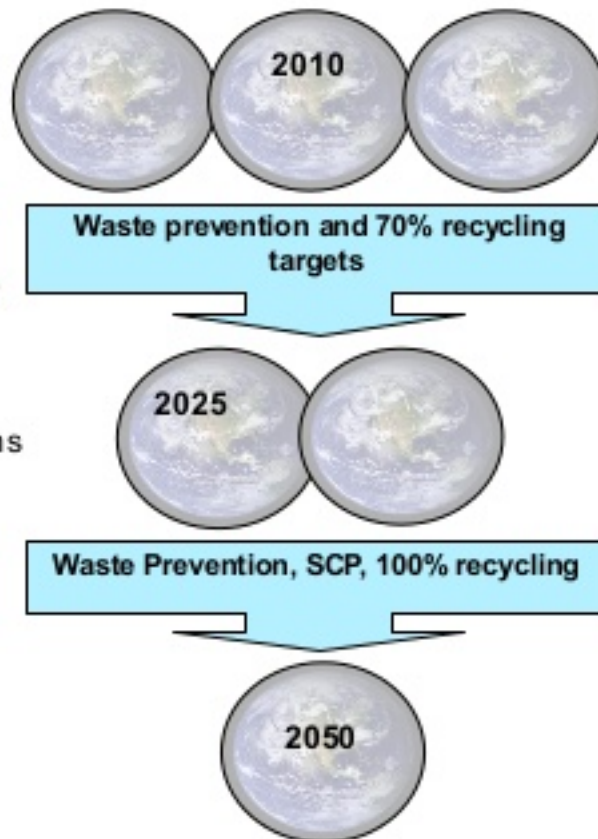 2010
Waste prevention and 70% recycling
targets
2025
Waste Prevention, SCP, 100% recycling
2050